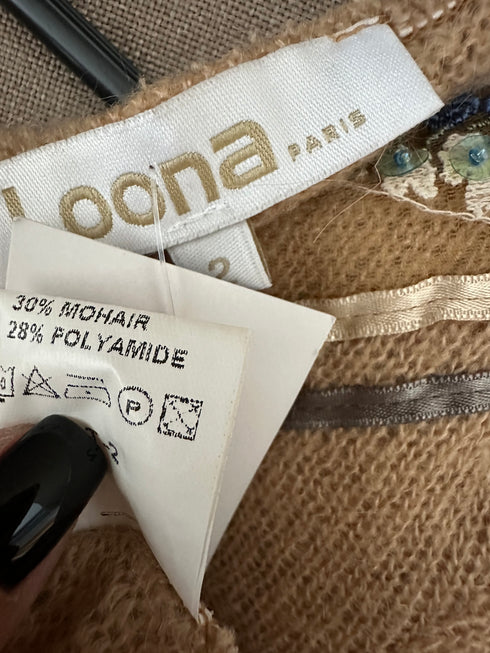 Loona PARIS
2
30% MOHAIR
28% POLYAMIDE
P